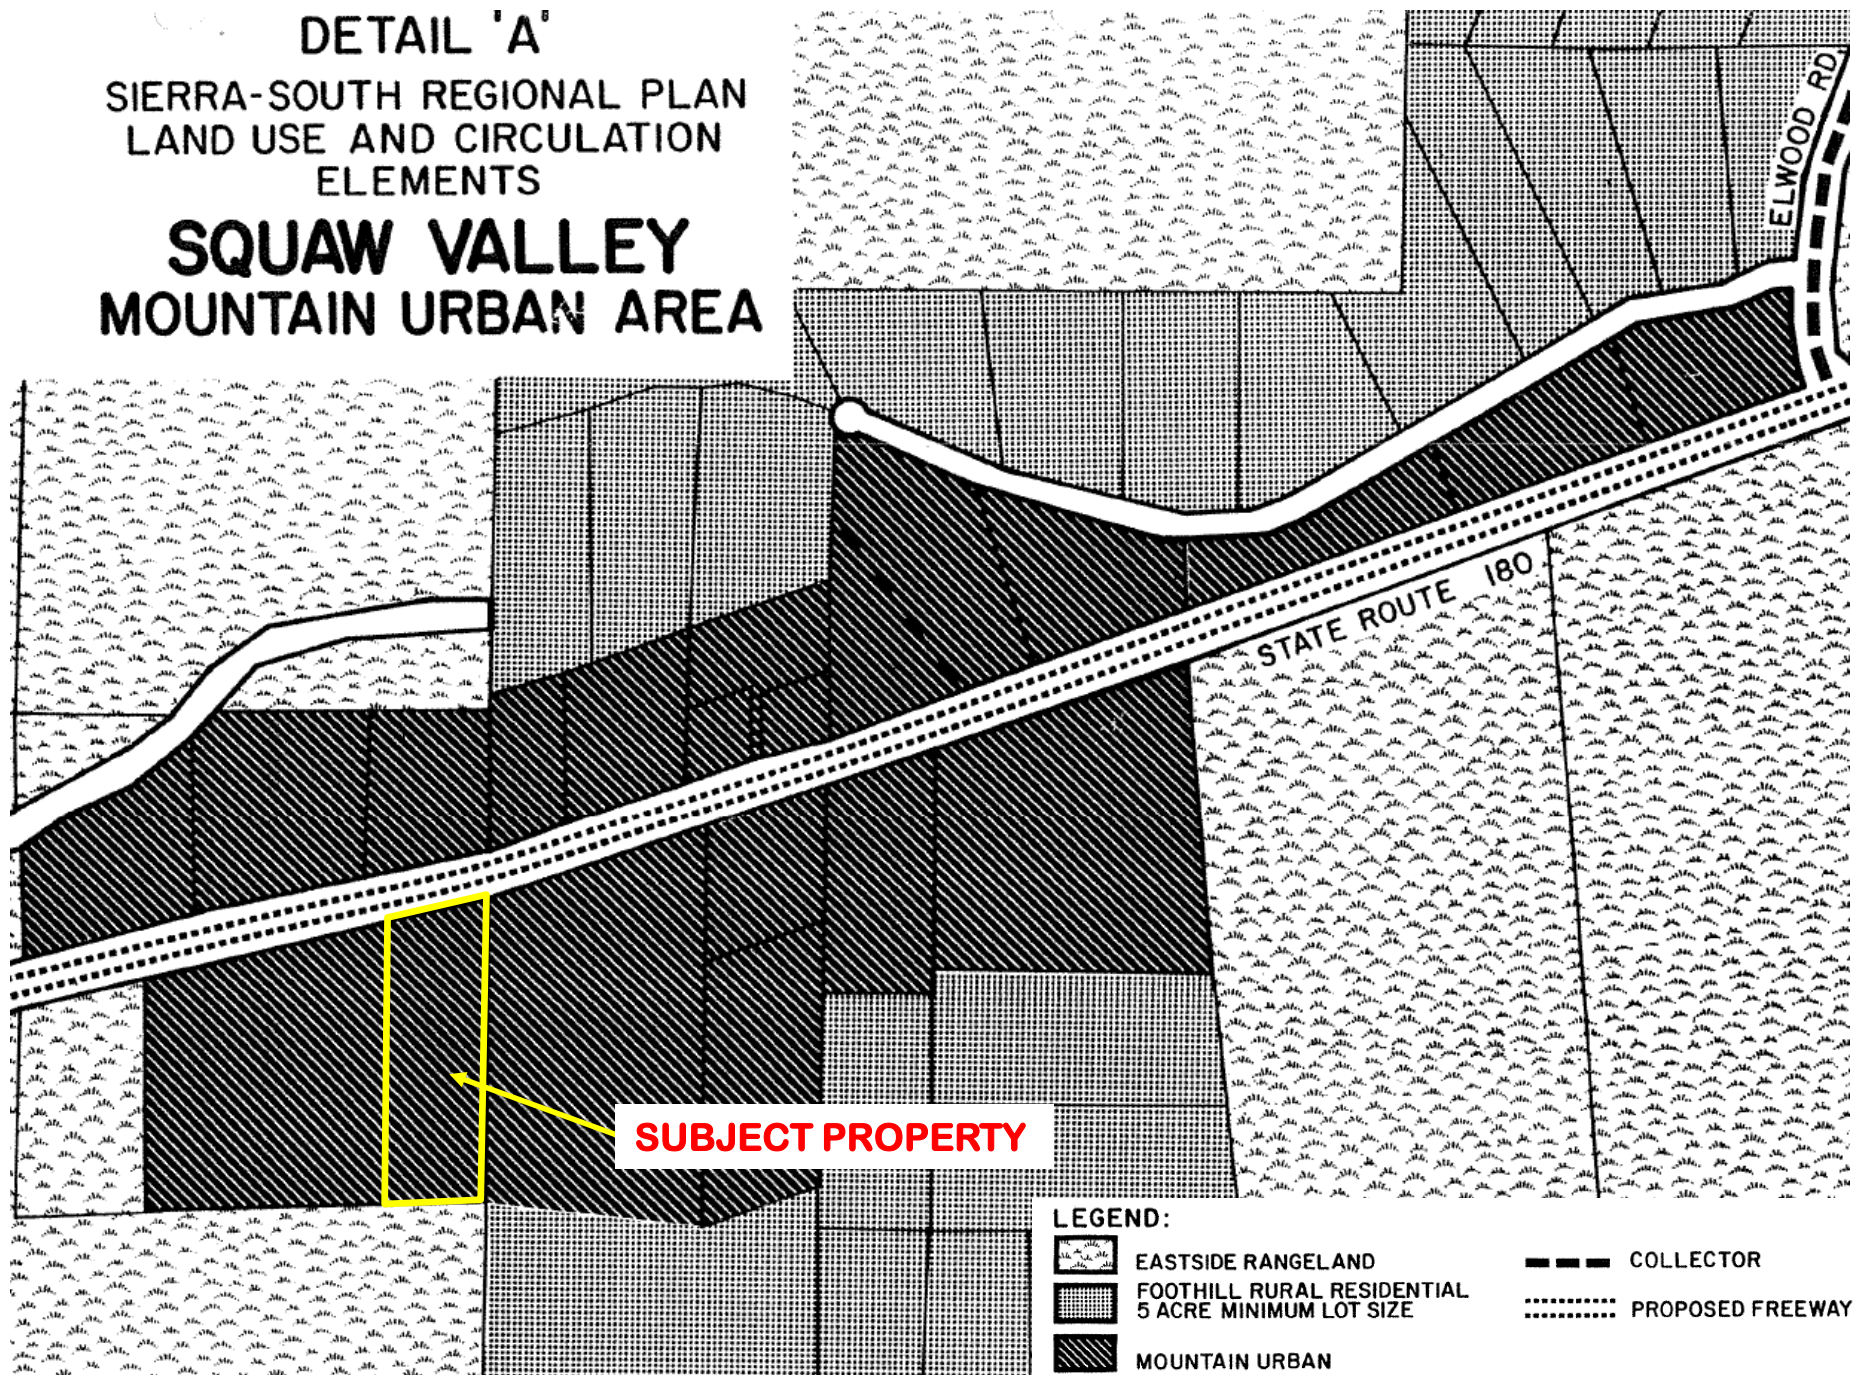 DETAIL 'A'
SIERRA-SOUTH REGIONAL PLAN
LAND USE AND CIRCULATION
ELEMENTS
SQUAW VALLEY
MOUNTAIN URBAN AREA
ELWOOD RD
STATE ROUTE 180
SUBJECT PROPERTY
LEGEND:
EASTSIDE RANGELAND
FOOTHILL RURAL RESIDENTIAL
5 ACRE MINIMUM LOT SIZE
MOUNTAIN URBAN
COLLECTOR
PROPOSED FREEWAY